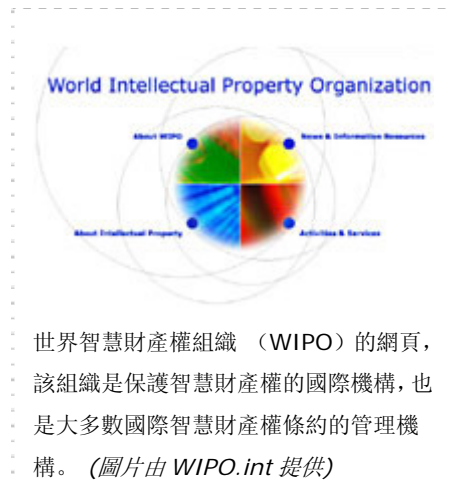 World Intellectual Property Organization
About WIPO
News & Information Resources
About Intellectual Property
Activities & Services
世界智慧財產權組織 （WIPO）的網頁，
該組織是保護智慧財產權的國際機構，也
是大多數國際智慧財產權條約的管理機
構。 (圖片由 WIPO.int 提供)